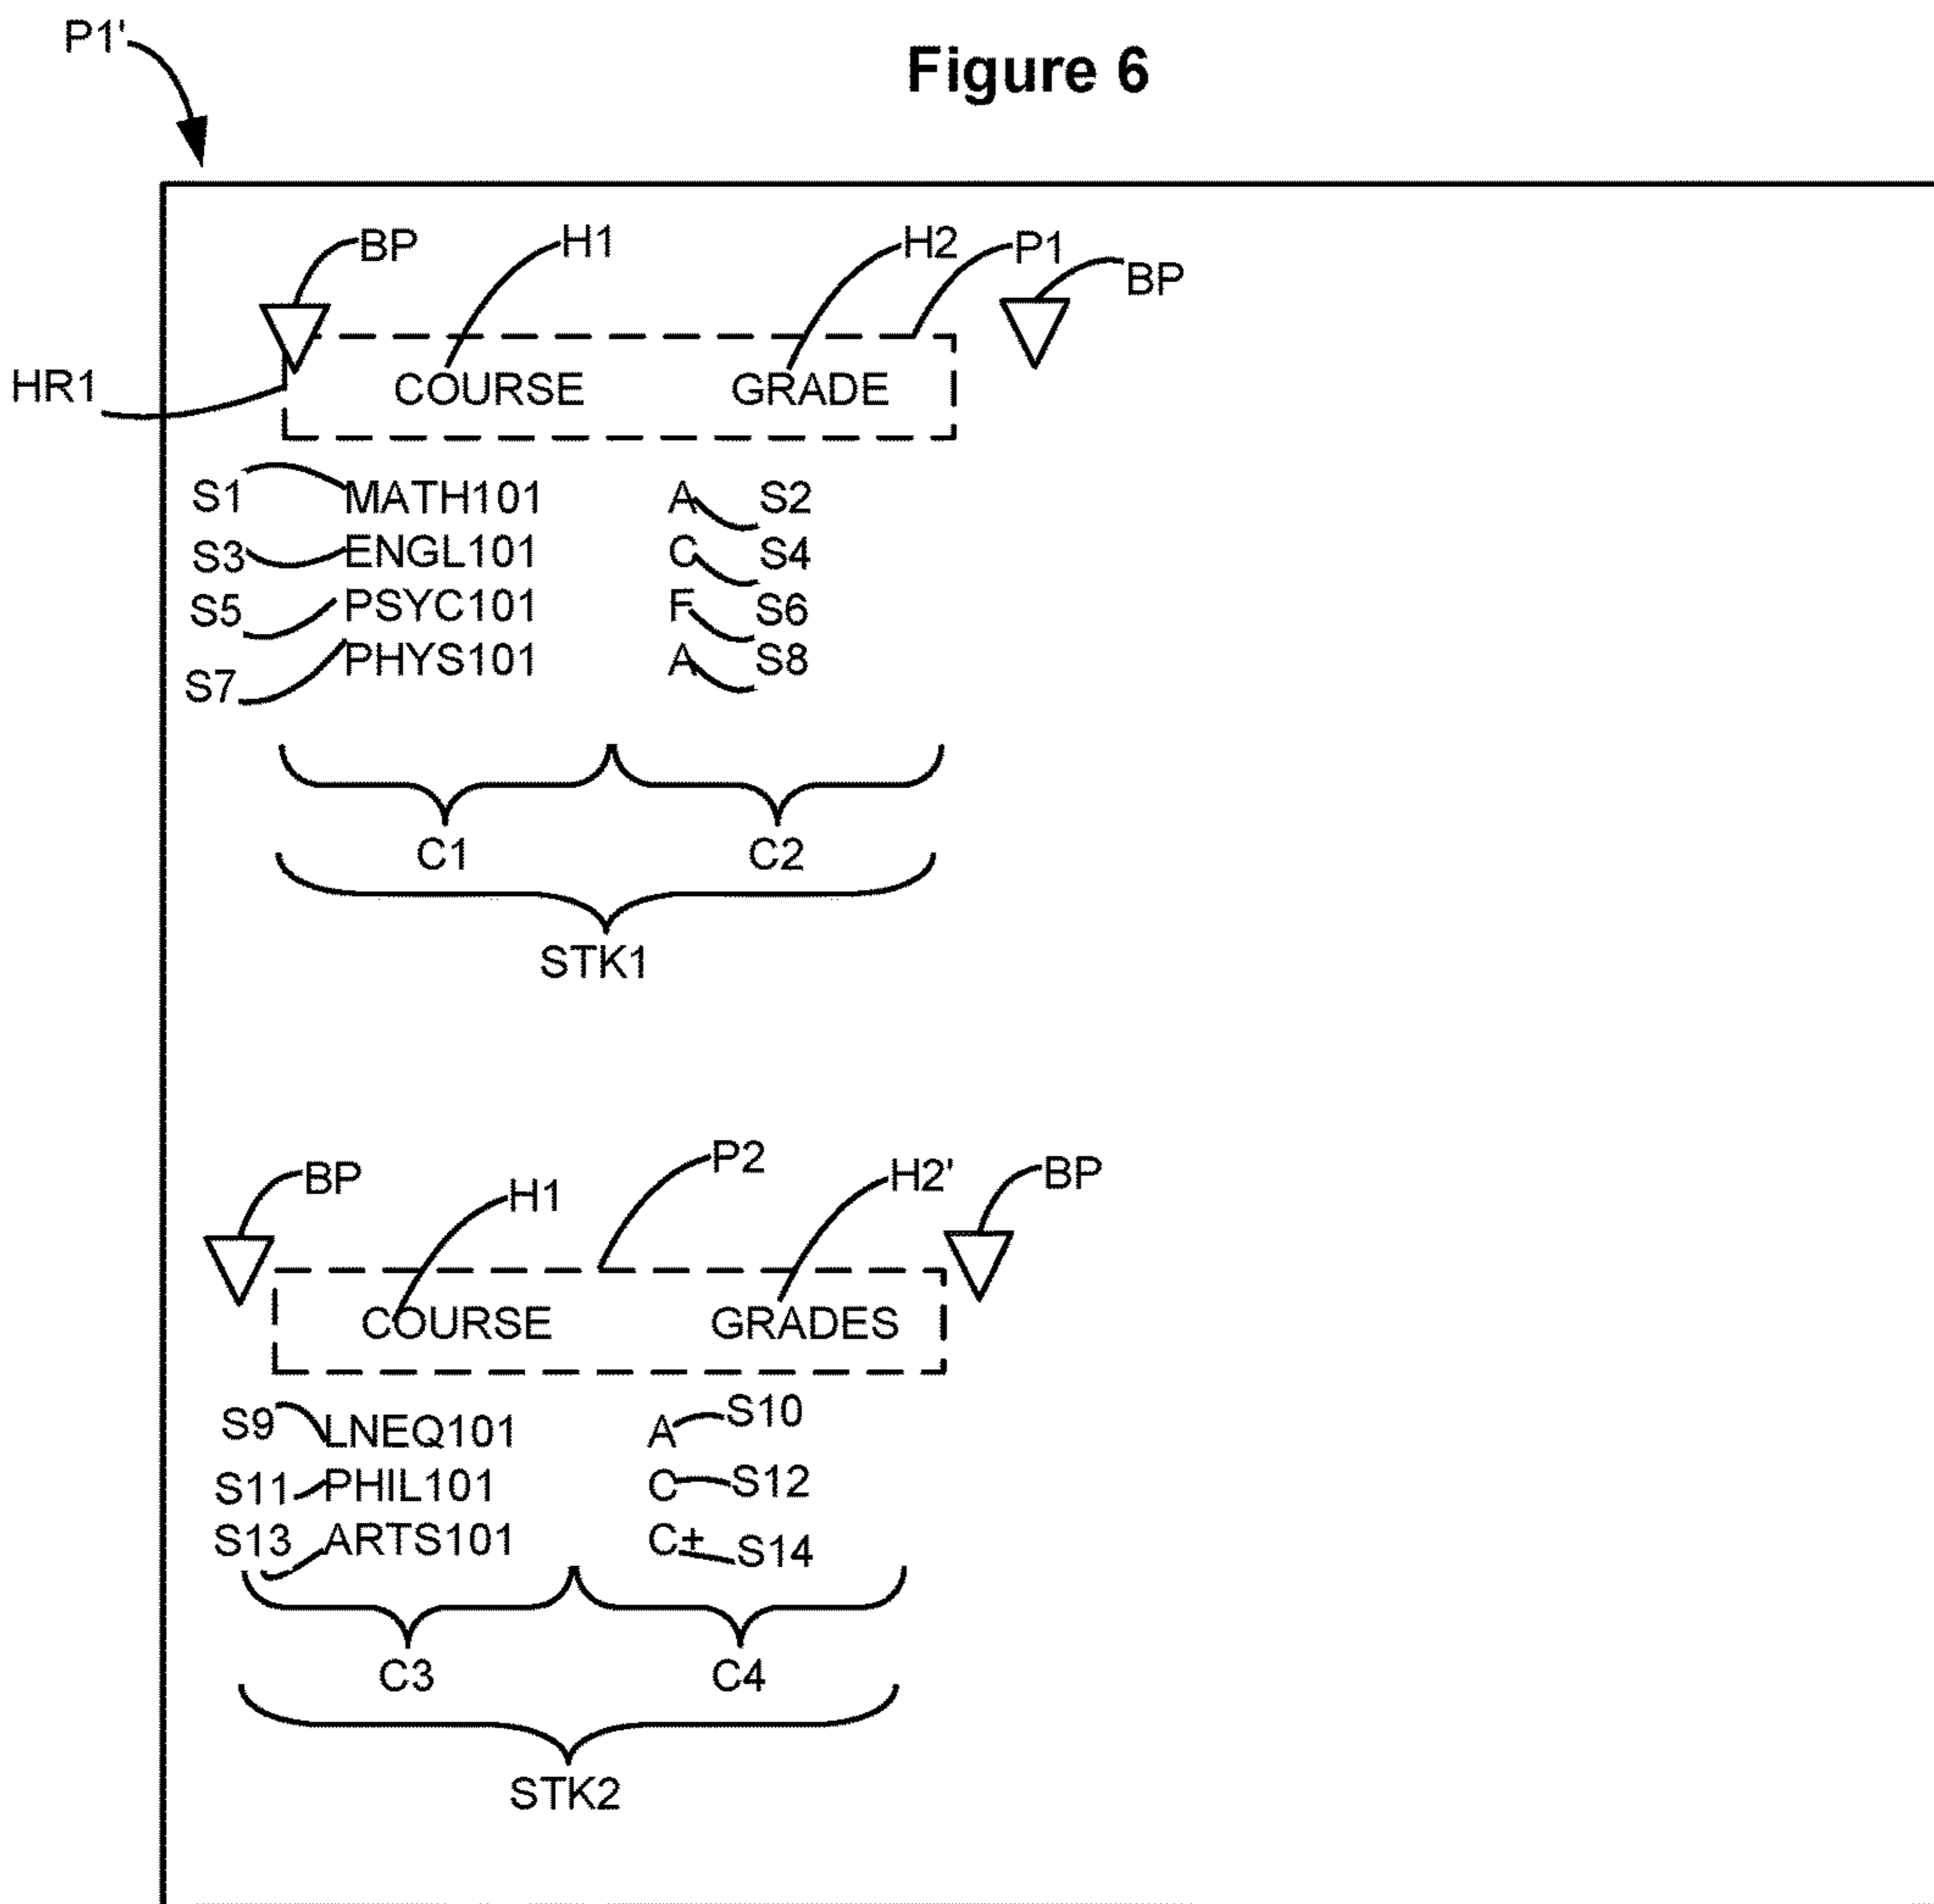 P1'
Figure 6
BP H1 H2 P1 BP
HR1 COURSE GRADE
S1 MATH101 A S2
S3 ENGL101 C S4
S5 PSYC101 F S6
S7 PHYS101 A S8
C1 C2
STK1
BP H1 P2 H2' BP
COURSE GRADES
S9 LNEQ101 A S10
S11 PHIL101 C S12
S13 ARTS101 C+ S14
C3 C4
STK2